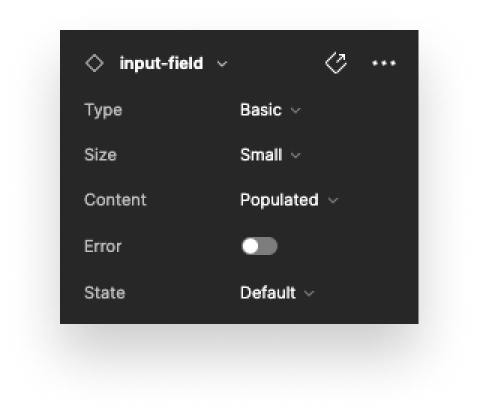 input-field
Type Basic
Size Small
Content Populated
Error
State Default